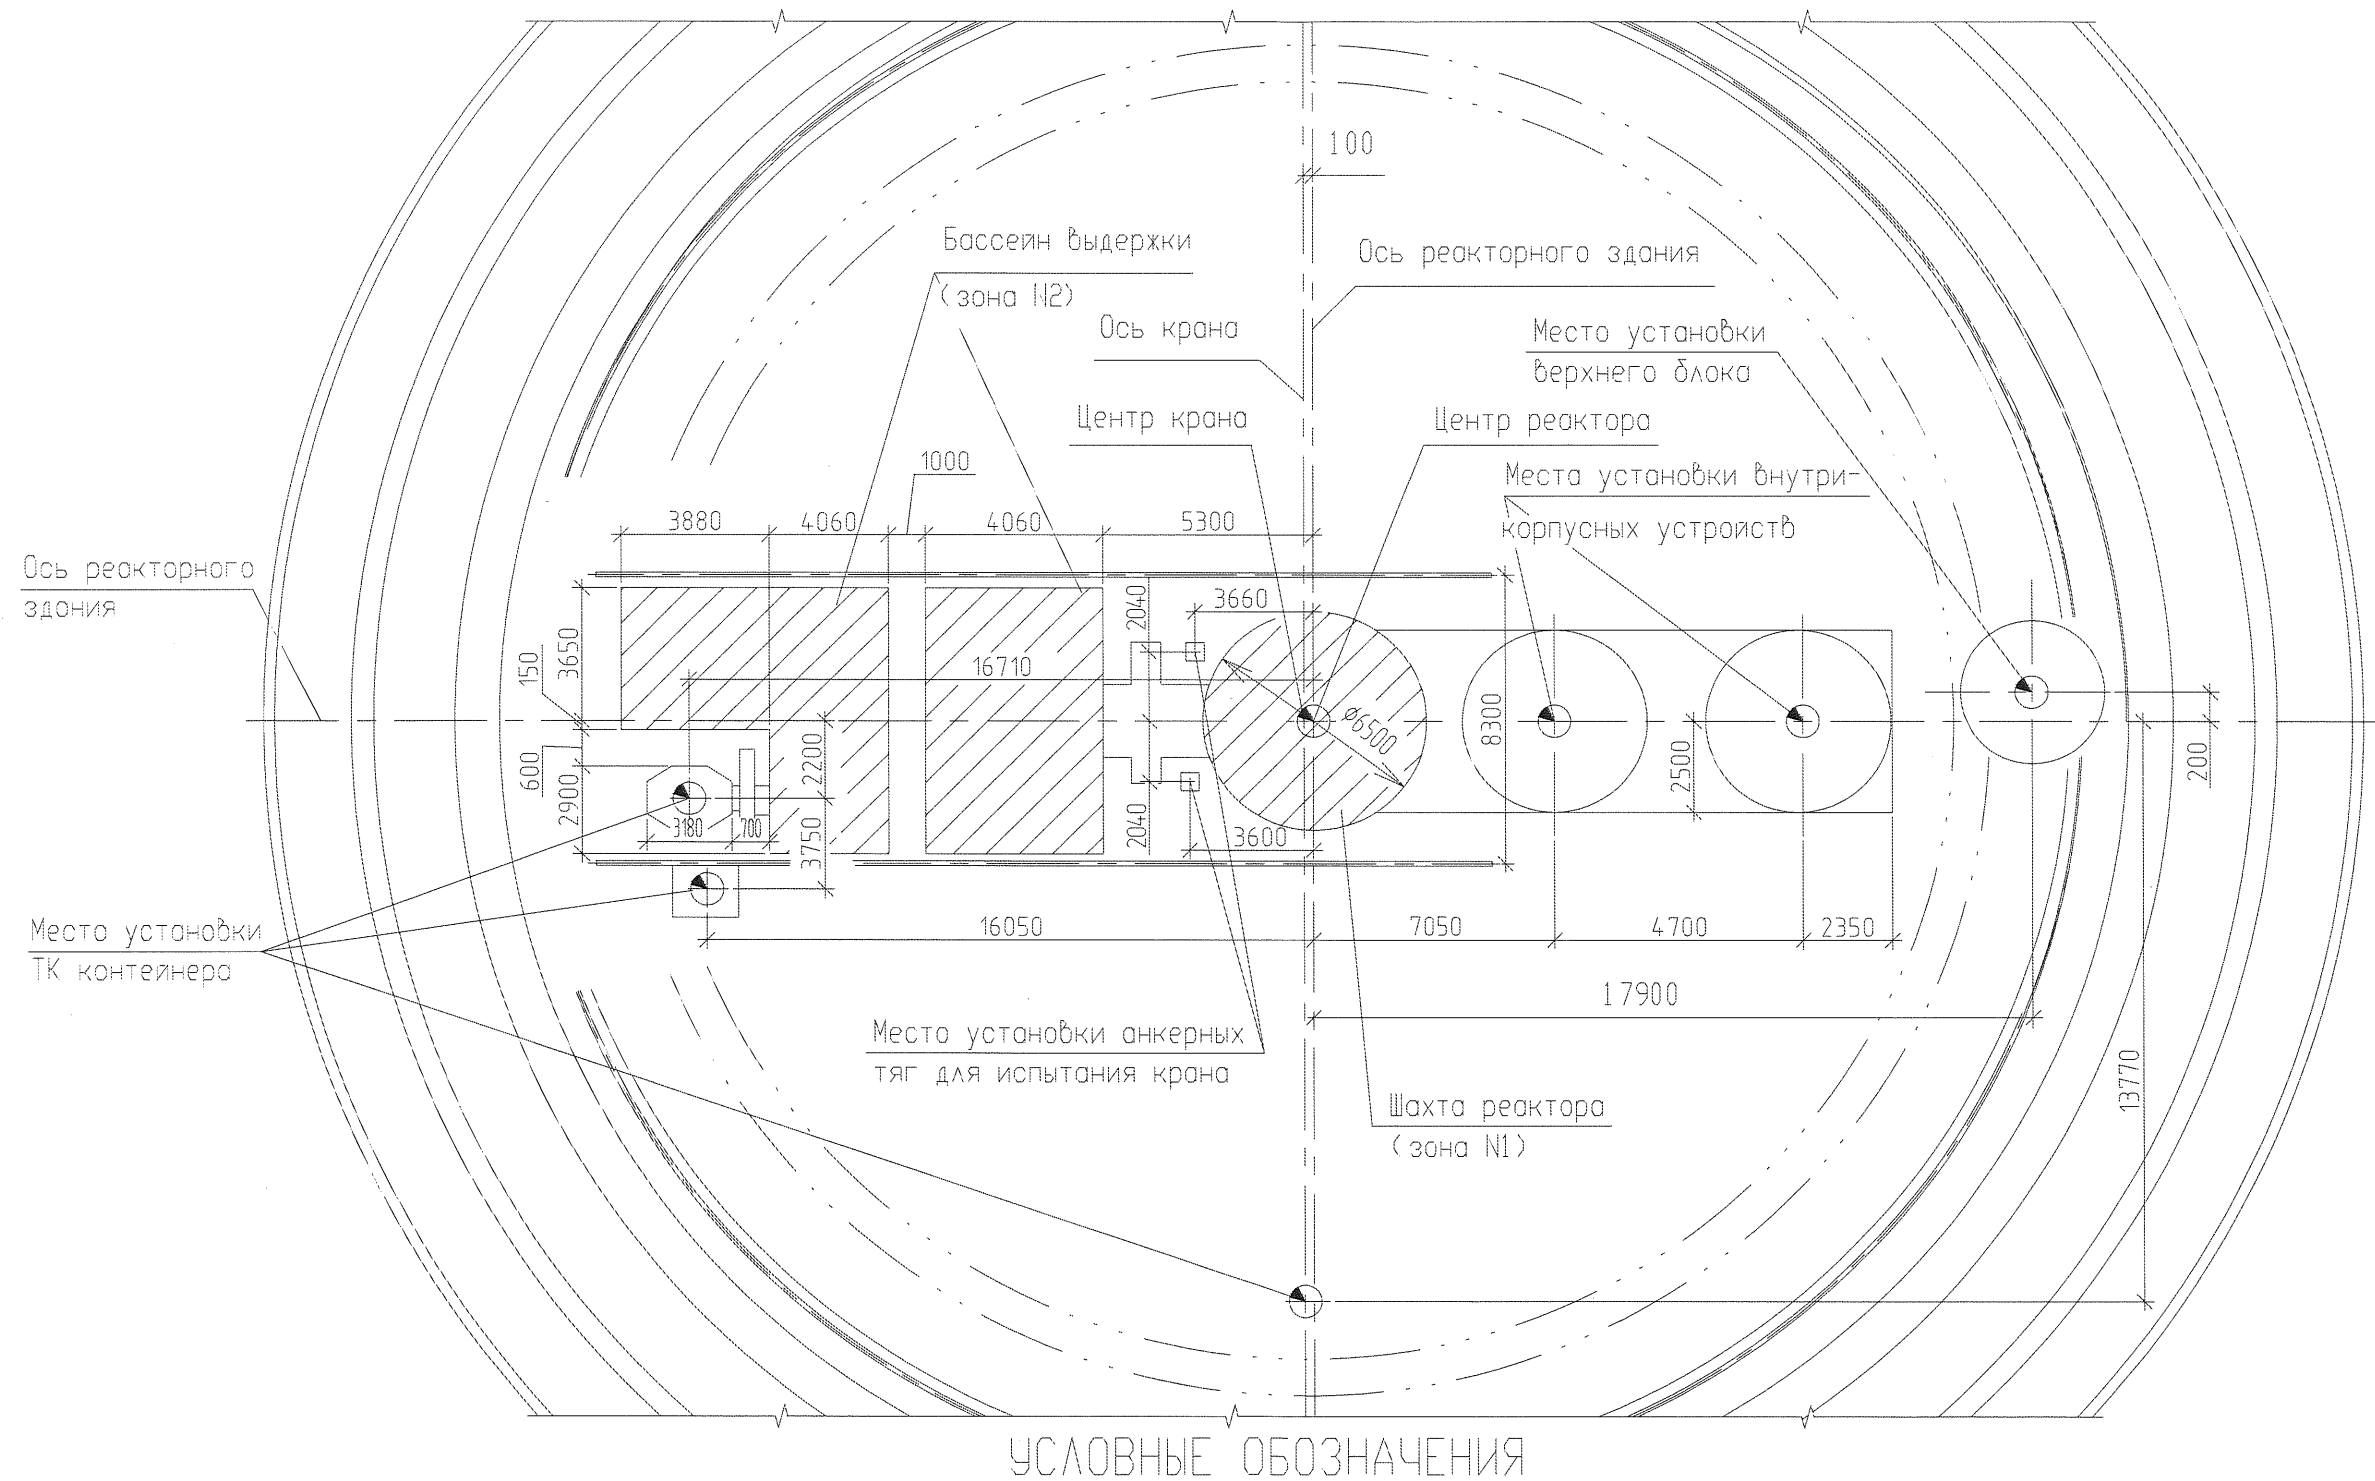 100
Бассейн выдержки
(зона N2)
Ось реакторного здания
Ось крана
Место установки
верхнего блока
Центр крана
Центр реактора
1000
Места установки внутри-
корпусных устройств
3880
4060
4060
5300
Ось реакторного
здания
3650
150
600
2900
2040
3660
16710
⌀6500
8300
2500
200
2200
3750
3180
700
2040
3600
16050
7050
4700
2350
Место установки
ТК контейнера
17900
Место установки анкерных
тяг для испытания крана
13770
Шахта реактора
(зона N1)
УСЛОВНЫЕ ОБОЗНАЧЕНИЯ